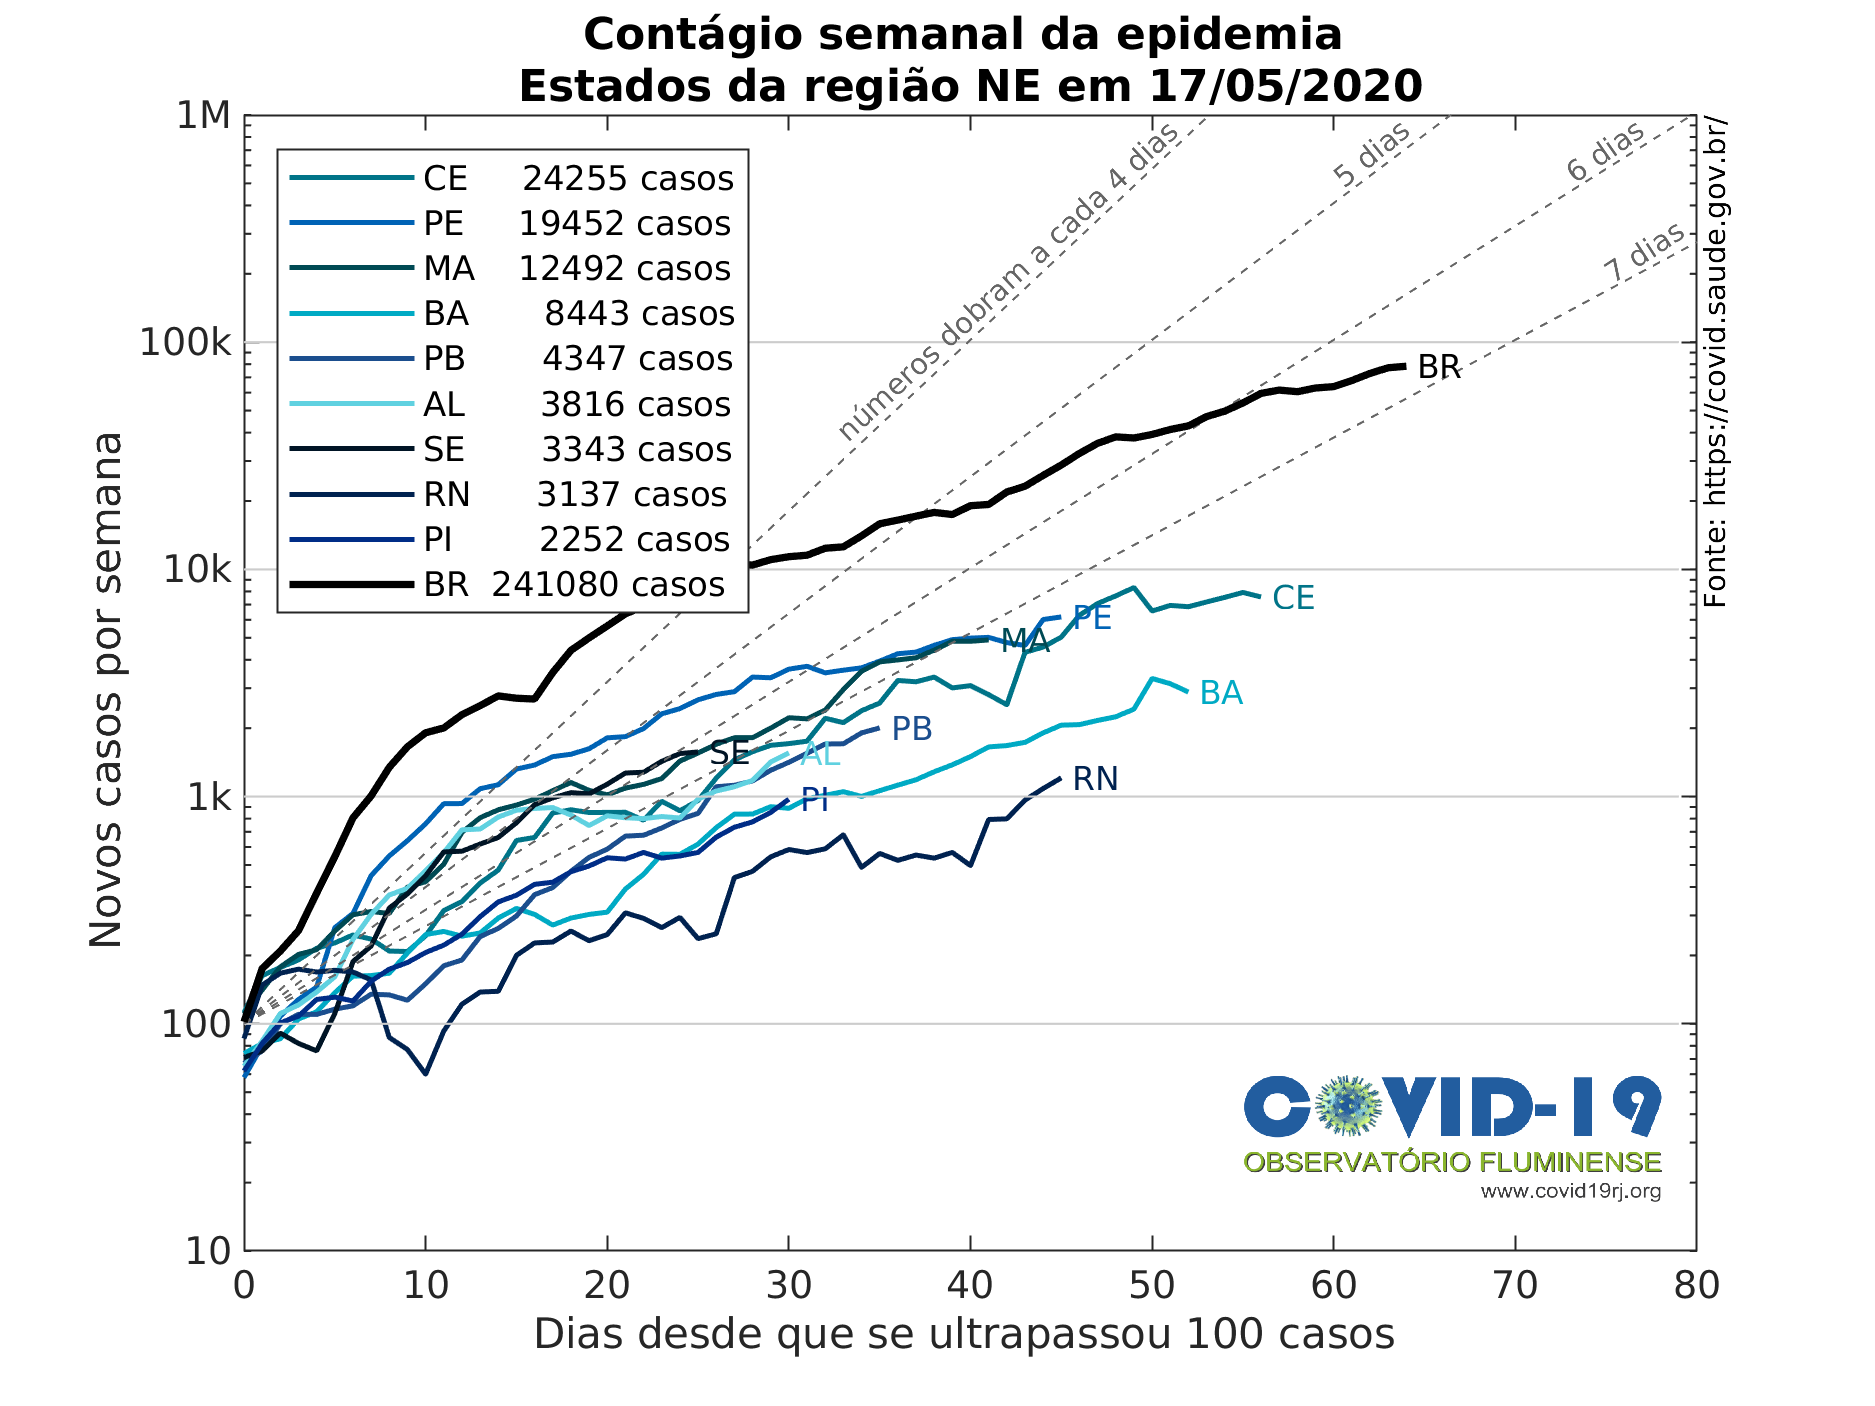 Contágio semanal da epidemia
Estados da região NE em 17/05/2020
1M
100k
10k
1k
100
10
Novos casos por semana
CE 24255 casos
PE 19452 casos
MA 12492 casos
BA 8443 casos
PB 4347 casos
AL 3816 casos
SE 3343 casos
RN 3137 casos
PI 2252 casos
BR 241080 casos
números dobram a cada 4 dias
5 dias
6 dias
7 dias
BR
CE
PE
MA
BA
PB
SE
AL
RN
PI
Fonte: https://covid.saude.gov.br/
COVID-19
OBSERVATÓRIO FLUMINENSE
www.covid19rj.org
0 10 20 30 40 50 60 70 80
Dias desde que se ultrapassou 100 casos